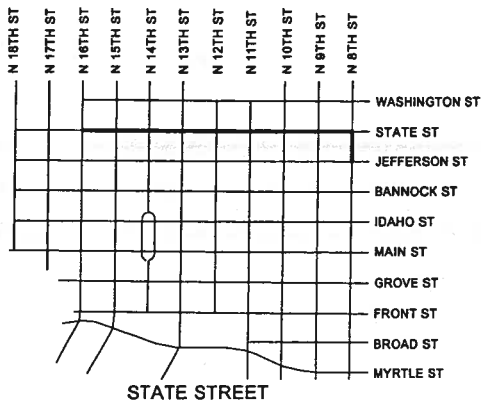 N 18TH ST
N 17TH ST
N 16TH ST
N 15TH ST
N 14TH ST
N 13TH ST
N 12TH ST
N 11TH ST
N 10TH ST
N 9TH ST
N 8TH ST
WASHINGTON ST
STATE ST
JEFFERSON ST
BANNOCK ST
IDAHO ST
MAIN ST
GROVE ST
FRONT ST
BROAD ST
MYRTLE ST
STATE STREET